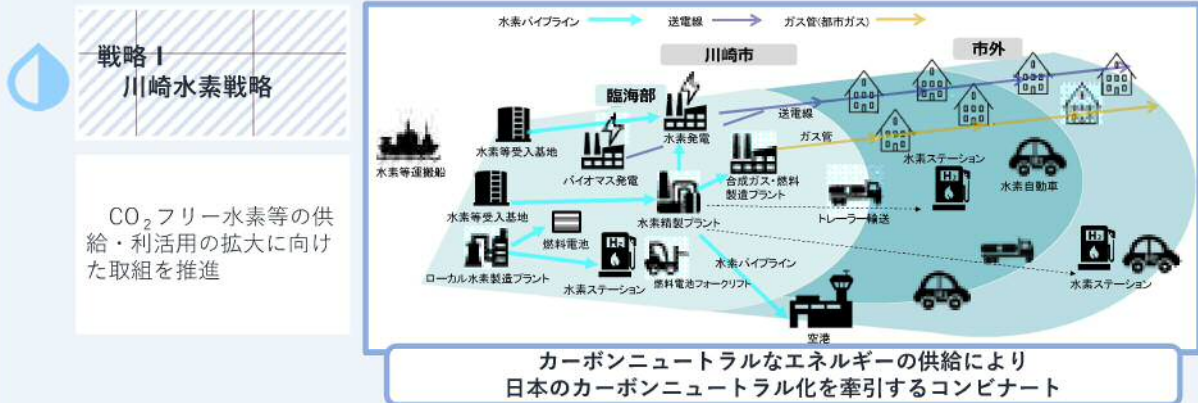 水素パイプライン
送電線
ガス管(都市ガス)
戦略Ⅰ
川崎水素戦略
CO₂フリー水素等の供
給・利活用の拡大に向け
た取組を推進
川崎市
市外
臨海部
水素等運搬船
水素等受入基地
水素発電
送電線
ガス管
バイオマス発電
合成ガス・燃料
製造プラント
水素ステーション
水素自動車
水素等受入基地
水素精製プラント
トレーラー輸送
燃料電池
ローカル水素製造プラント
水素ステーション
燃料電池フォークリフト
水素パイプライン
水素ステーション
空港
H₂
H₂
H₂
カーボンニュートラルなエネルギーの供給により
日本のカーボンニュートラル化を牽引するコンビナート